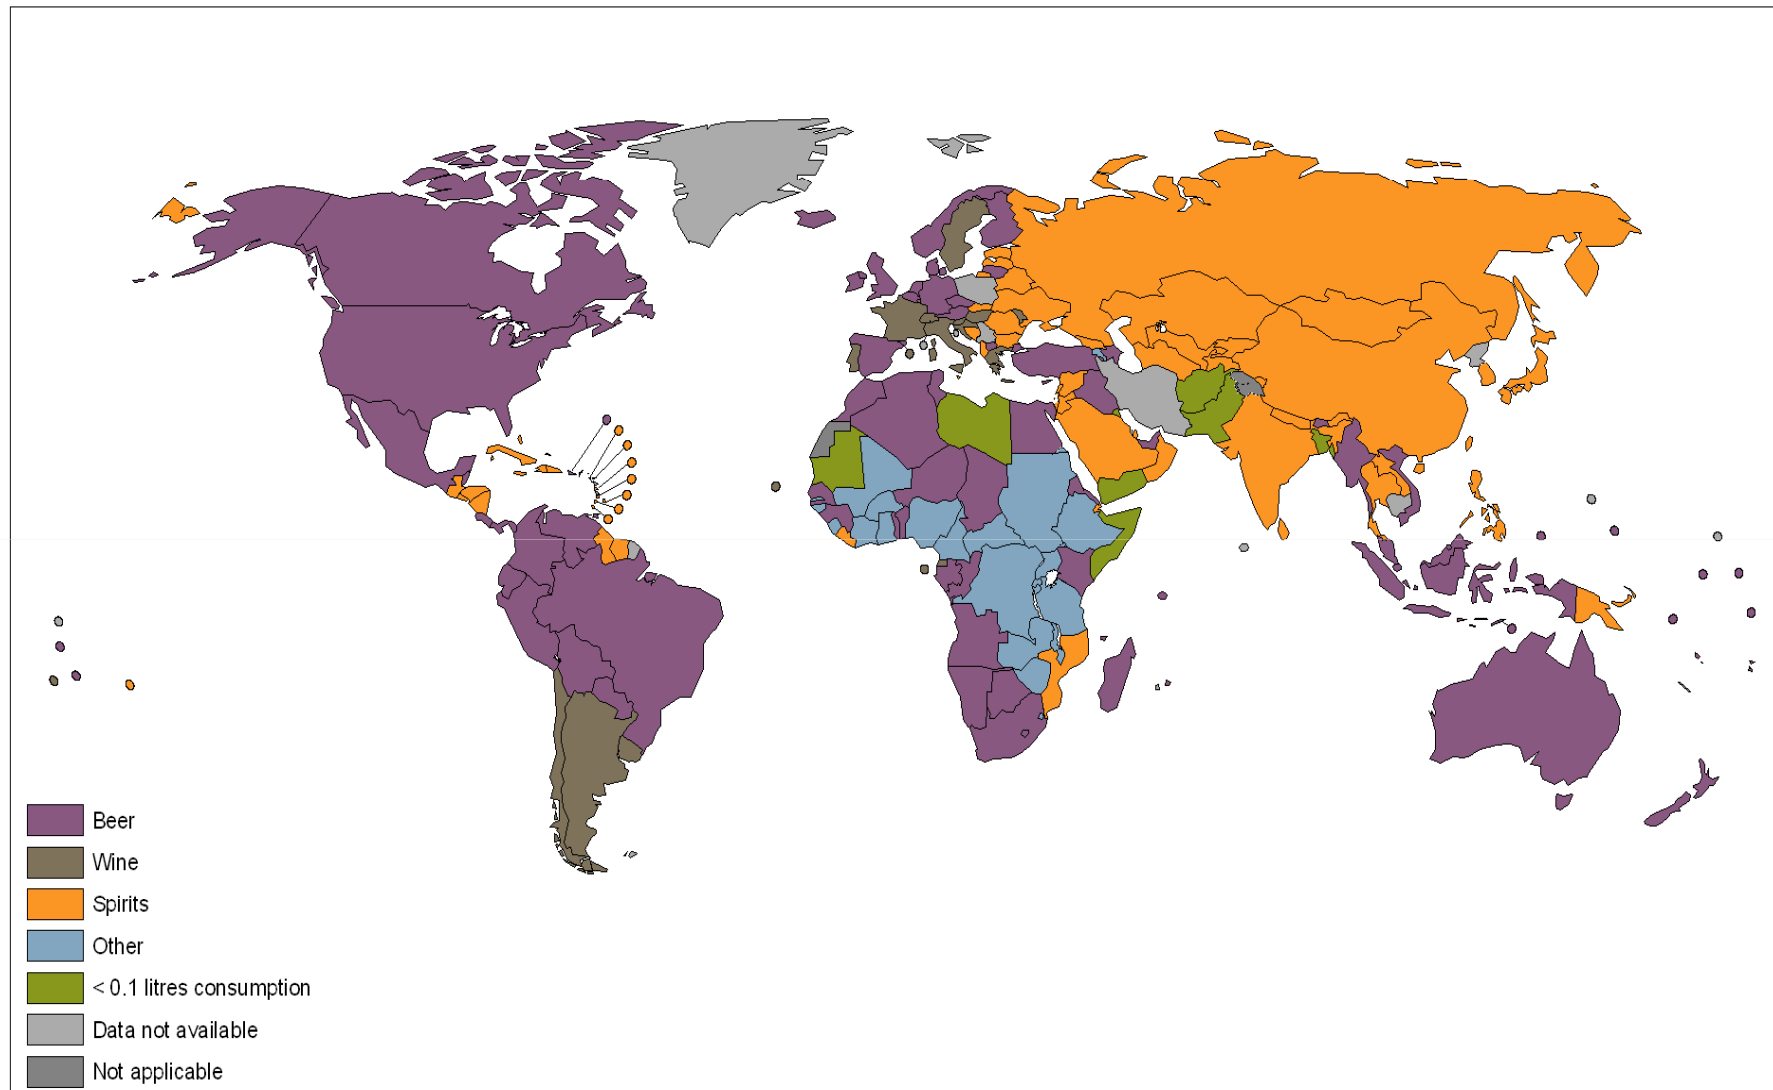 Beer
Wine
Spirits
Other
< 0.1 litres consumption
Data not available
Not applicable